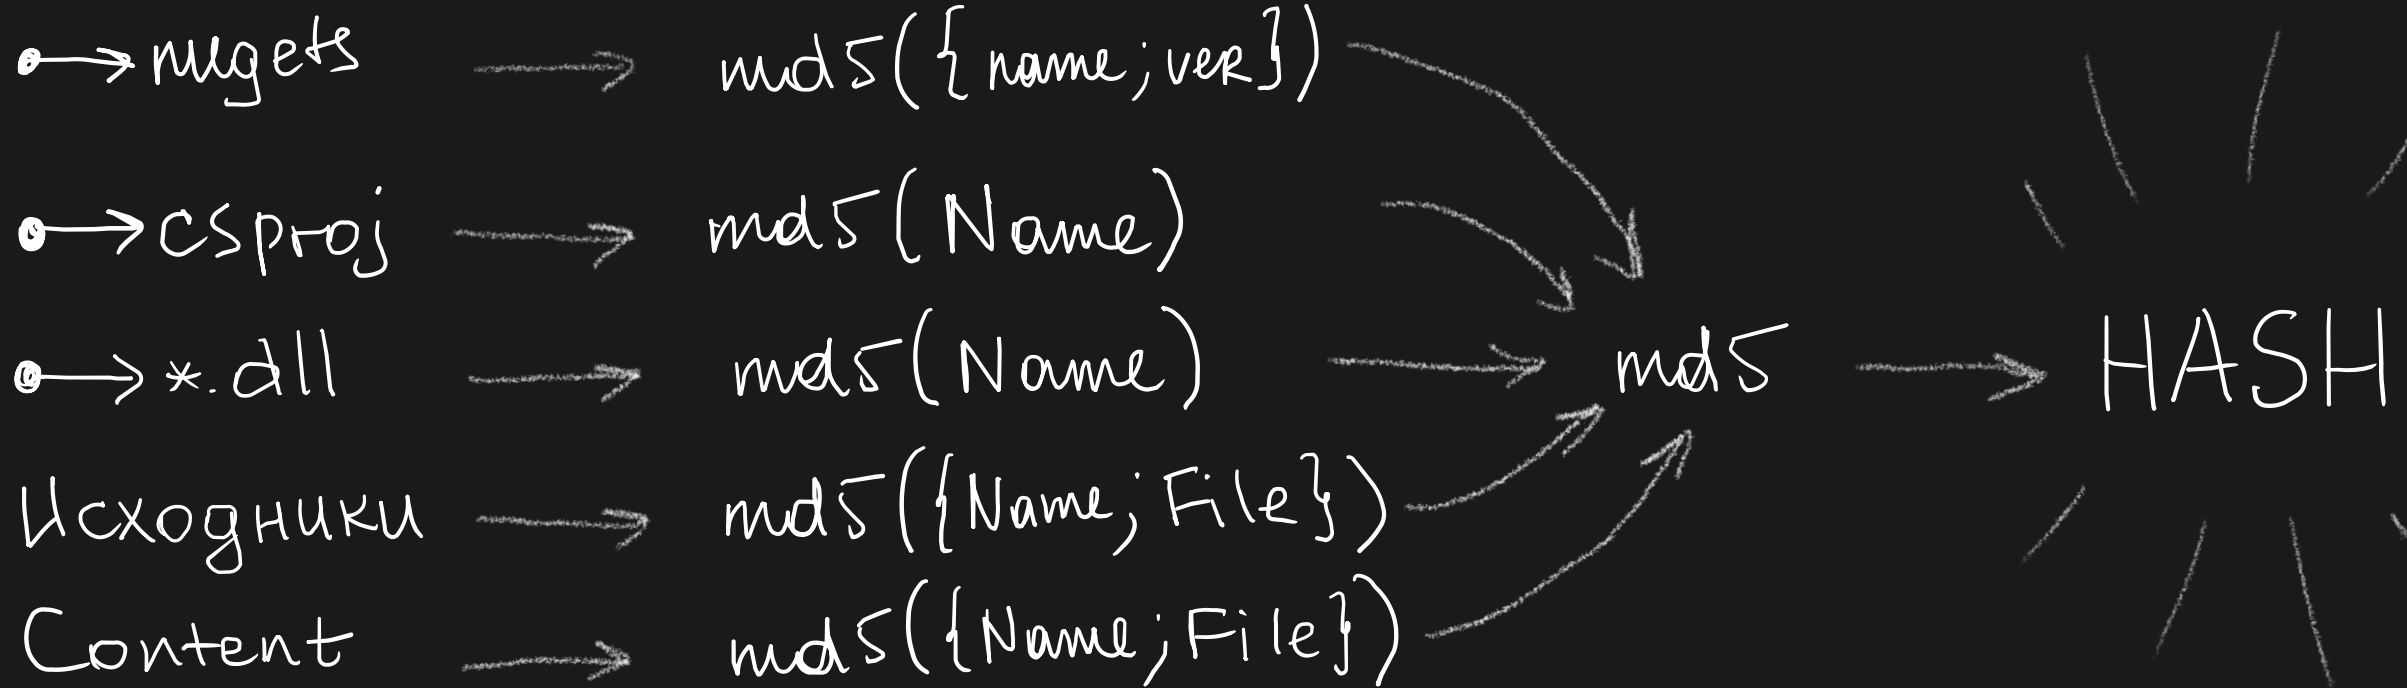 nugets md5({name;ver})
csproj md5(Name)
*.dll md5(Name)
md5 HASH
Исходники md5({Name;File})
Content md5({Name;File})